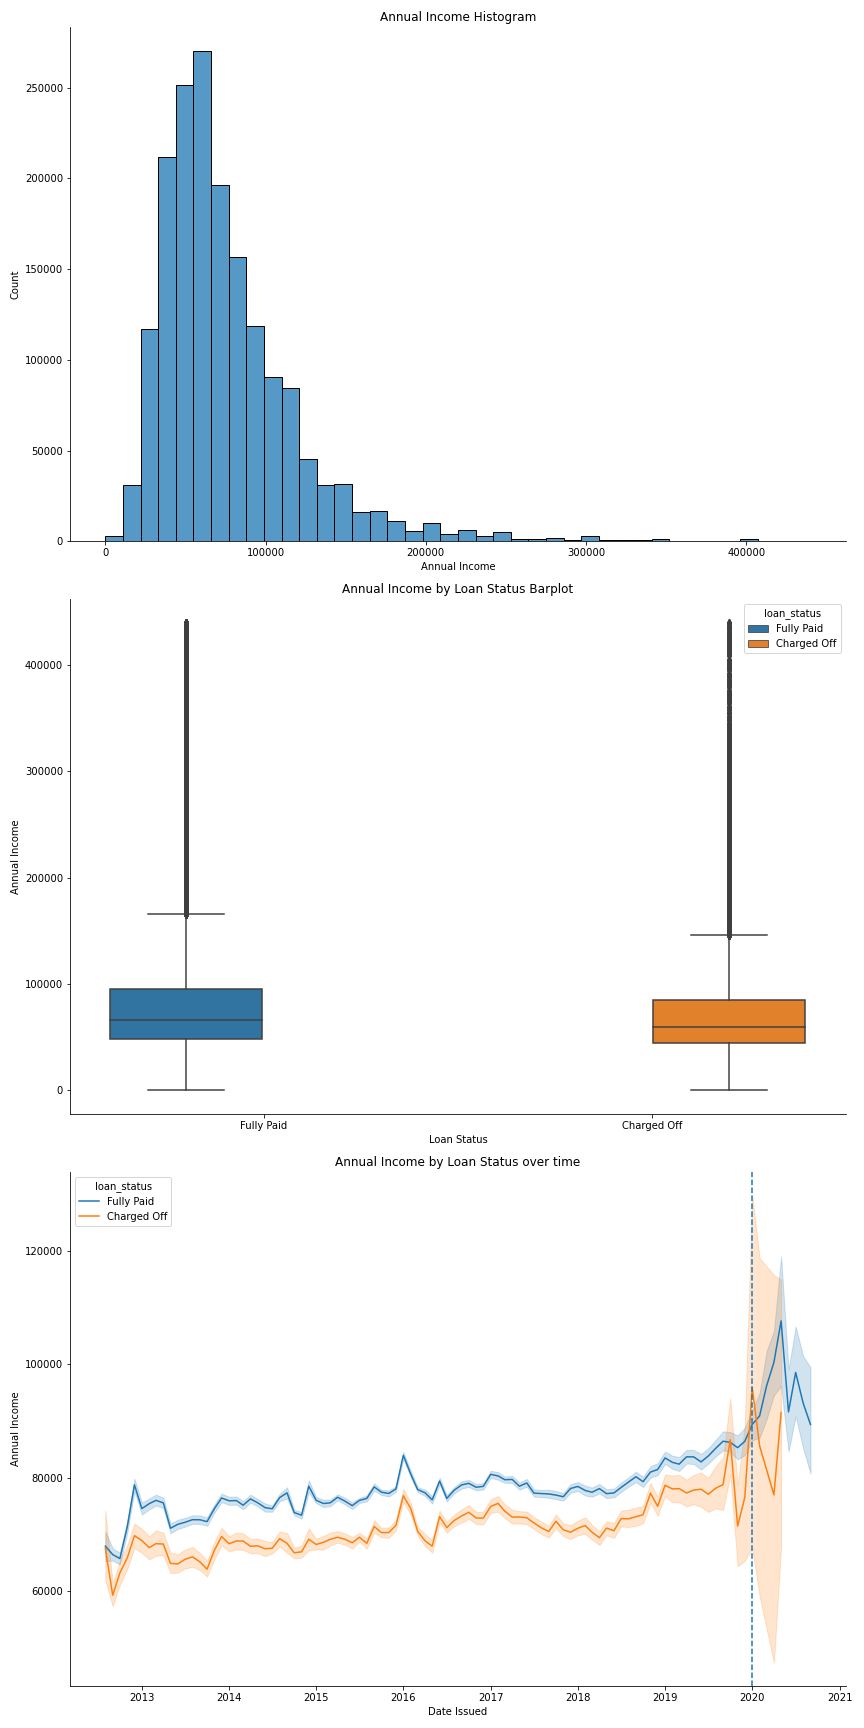 Annual Income Histogram
Count
250000
200000
150000
100000
50000
0
0 100000 200000 300000 400000
Annual Income
Annual Income by Loan Status Barplot
loan_status
Fully Paid
Charged Off
Annual Income
400000
300000
200000
100000
0
Fully Paid Charged Off
Loan Status
Annual Income by Loan Status over time
loan_status
Fully Paid
Charged Off
Annual Income
120000
100000
80000
60000
2013 2014 2015 2016 2017 2018 2019 2020 2021
Date Issued